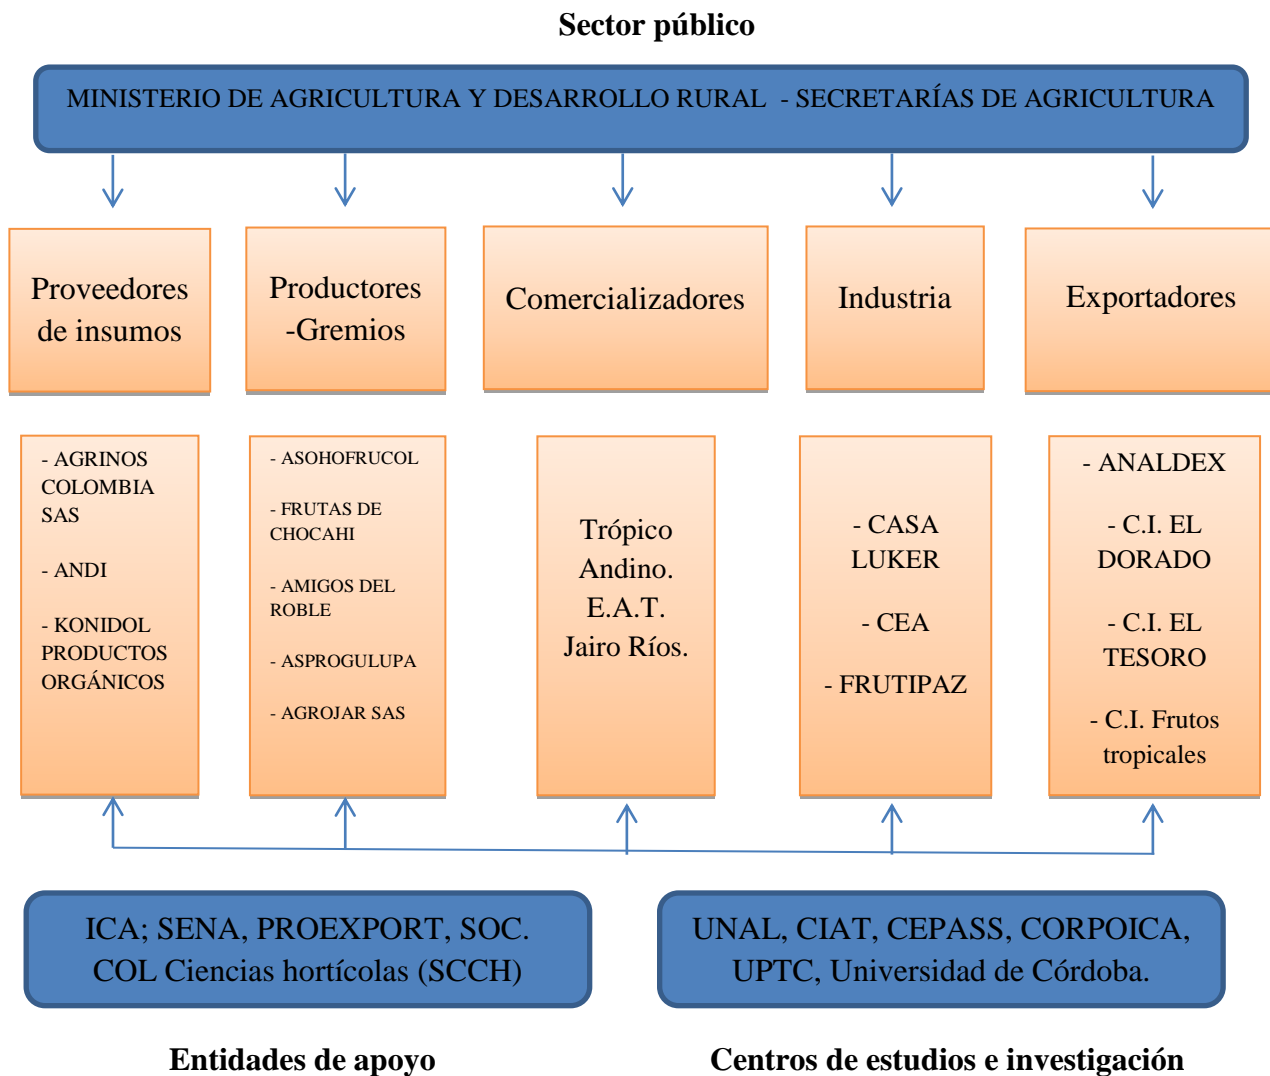 Sector público
MINISTERIO DE AGRICULTURA Y DESARROLLO RURAL - SECRETARÍAS DE AGRICULTURA
Proveedores
de insumos
Productores
-Gremios
Comercializadores
Industria
Exportadores
- AGRINOS
COLOMBIA
SAS
- ANDI
- KONIDOL
PRODUCTOS
ORGÁNICOS
- ASOHOFRUCOL
- FRUTAS DE
CHOCAHI
- AMIGOS DEL
ROBLE
- ASPROGULUPA
- AGROJAR SAS
Trópico
Andino.
E.A.T.
Jairo Ríos.
- CASA
LUKER
- CEA
- FRUTIPAZ
- ANALDEX
- C.I. EL
DORADO
- C.I. EL
TESORO
- C.I. Frutos
tropicales
ICA; SENA, PROEXPORT, SOC.
COL Ciencias hortícolas (SCCH)
UNAL, CIAT, CEPASS, CORPOICA,
UPTC, Universidad de Córdoba.
Entidades de apoyo
Centros de estudios e investigación